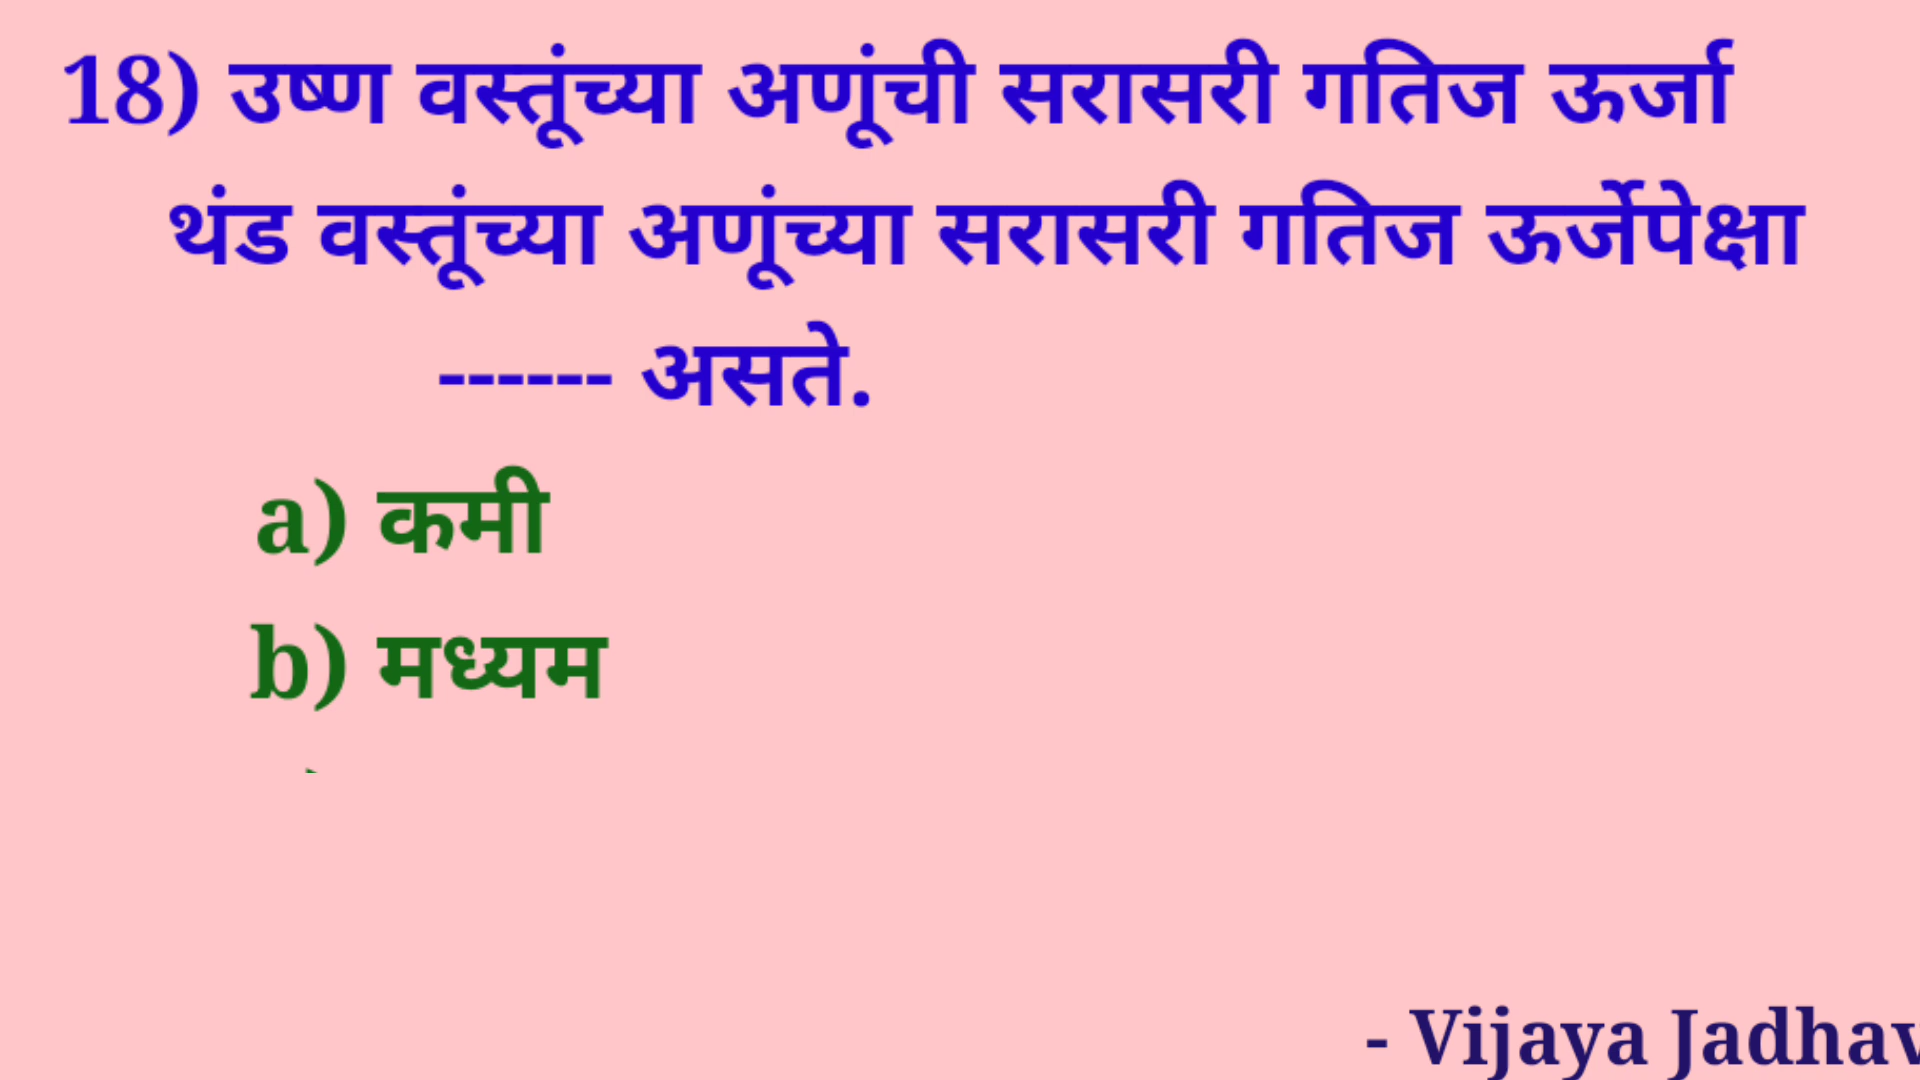 18) उष्ण वस्तूंच्या अणूंची सरासरी गतिज ऊर्जा
थंड वस्तूंच्या अणूंच्या सरासरी गतिज ऊर्जेपेक्षा
------ असते.
a) कमी
b) मध्यम
- Vijaya Jadhav